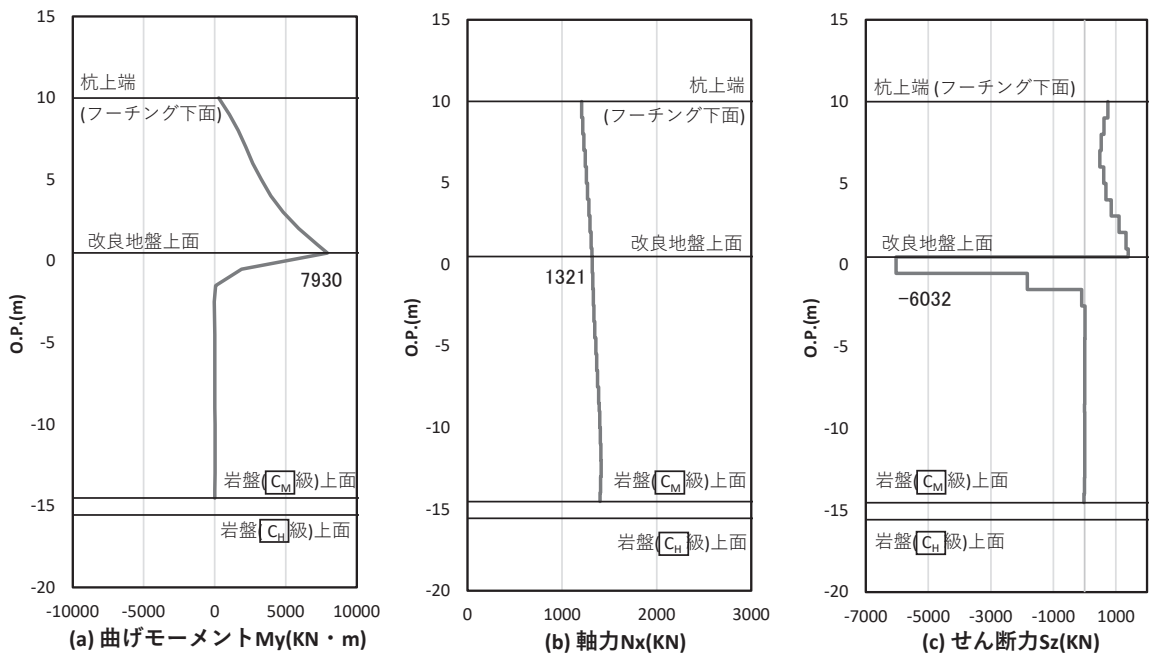 15
10
5
0
-5
-10
-15
-20
O.P.(m)
杭上端
(フーチング下面)
改良地盤上面
7930
岩盤(CM級)上面
岩盤(CH級)上面
-10000 -5000 0 5000 10000
(a) 曲げモーメントMy(KN・m)
15
10
5
0
-5
-10
-15
-20
O.P.(m)
杭上端
(フーチング下面)
改良地盤上面
1321
岩盤(CM級)上面
岩盤(CH級)上面
0 1000 2000 3000
(b) 軸力Nx(KN)
15
10
5
0
-5
-10
-15
-20
O.P.(m)
杭上端 (フーチング下面)
改良地盤上面
-6032
岩盤(CM級)上面
岩盤(CH級)上面
-7000 -5000 -3000 -1000 1000
(c) せん断力Sz(KN)